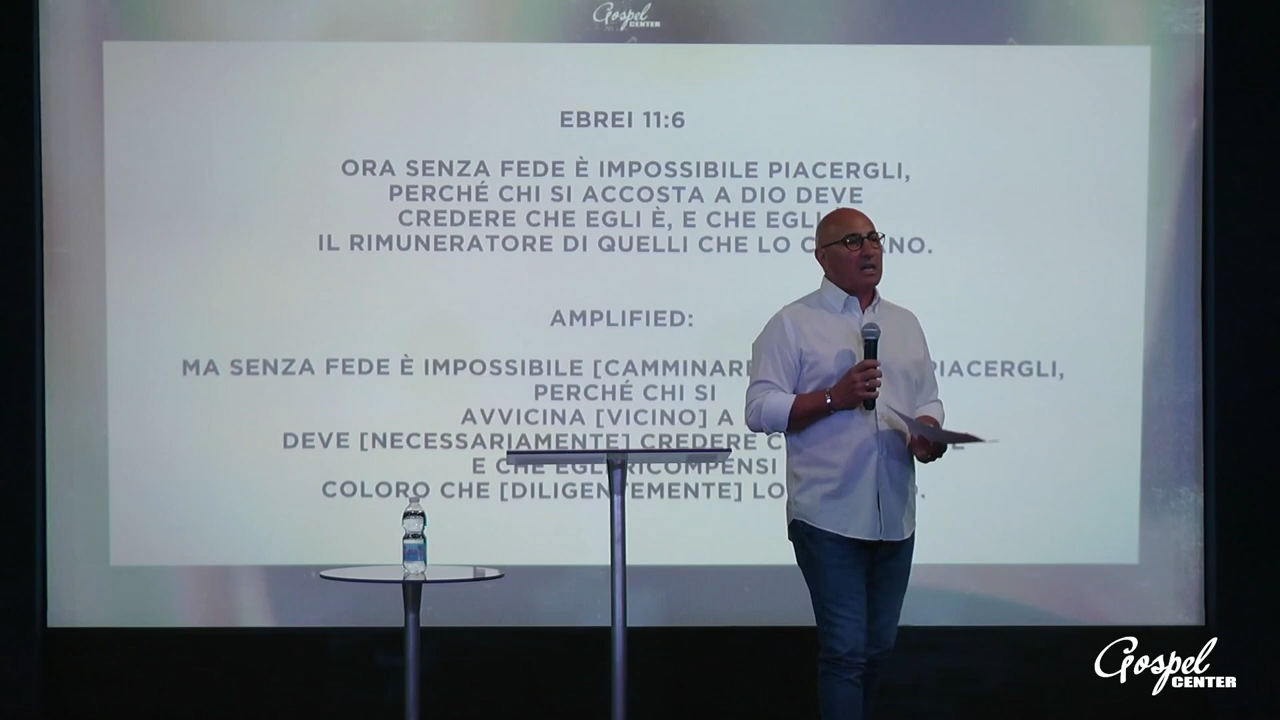 Gospel
CENTER
EBREI 11:6
ORA SENZA FEDE È IMPOSSIBILE PIACERGLI,
PERCHÉ CHI SI ACCOSTA A DIO DEVE
CREDERE CHE EGLI È, E CHE EGLI
IL RIMUNERATORE DI QUELLI CHE LO
AMPLIFIED:
MA SENZA FEDE È IMPOSSIBILE [CAMMINARE PIACERGLI,
PERCHÉ CHI SI
AVVICINA [VICINO] A
DEVE [NECESSARIAMENTE] CREDERE
E CHE EGLI RICOMPENSI
COLORO CHE [DILIGENTEMENTE] LO
Gospel
CENTER